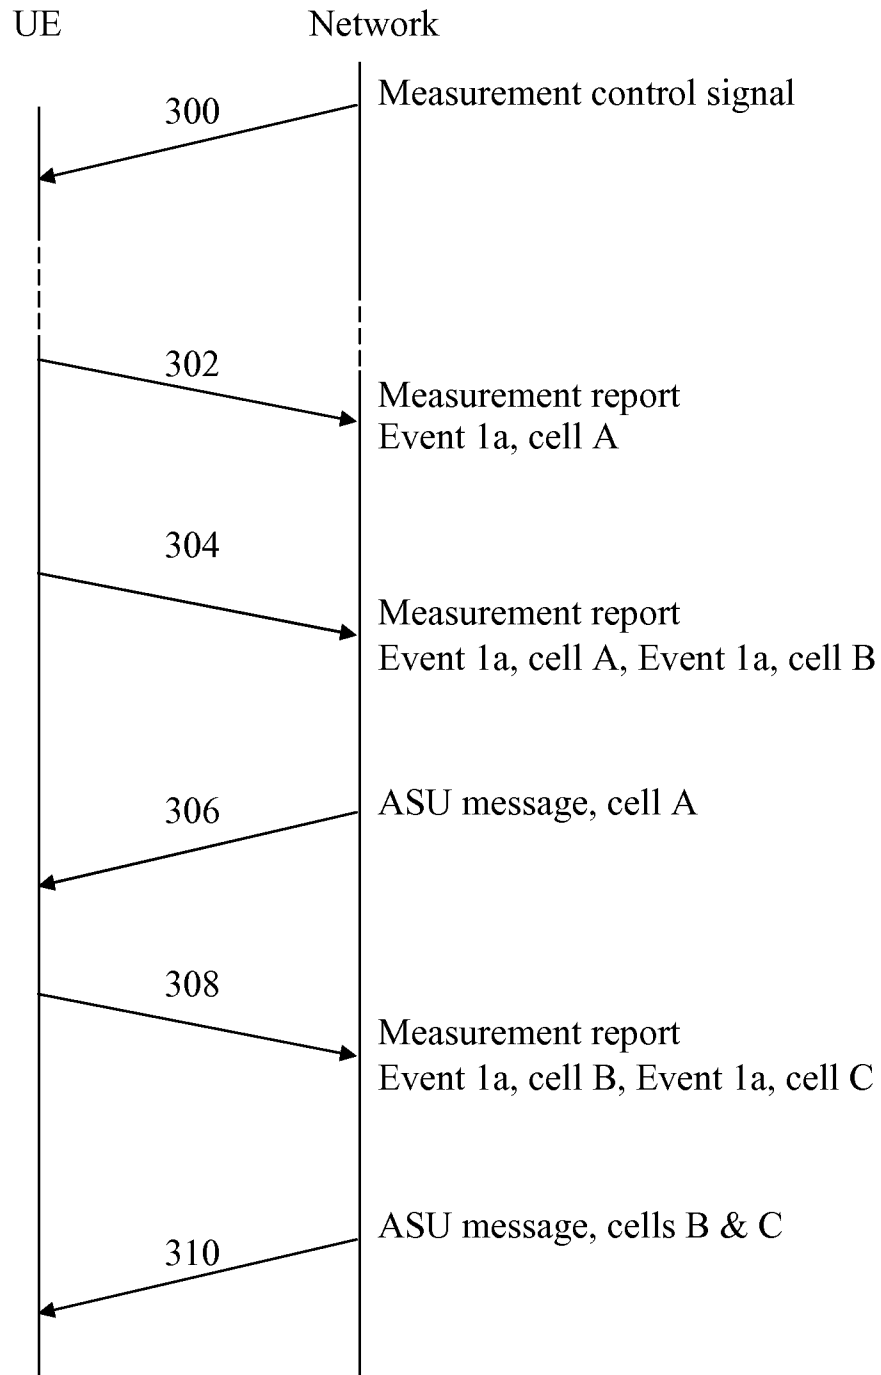 UE
Network
300
Measurement control signal
302
Measurement report
Event 1a, cell A
304
Measurement report
Event 1a, cell A, Event 1a, cell B
306
ASU message, cell A
308
Measurement report
Event 1a, cell B, Event 1a, cell C
310
ASU message, cells B & C